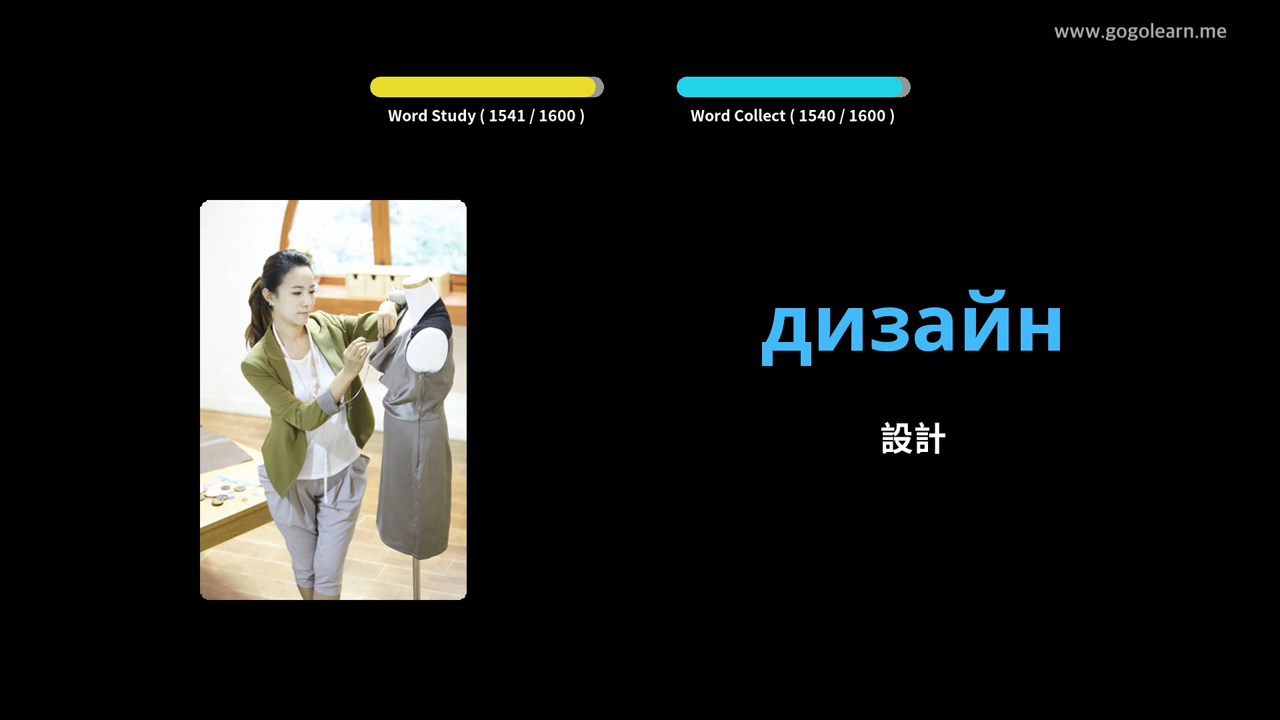 www.gogolearn.me
Word Study ( 1541 / 1600 )
Word Collect ( 1540 / 1600 )
дизайн
設計